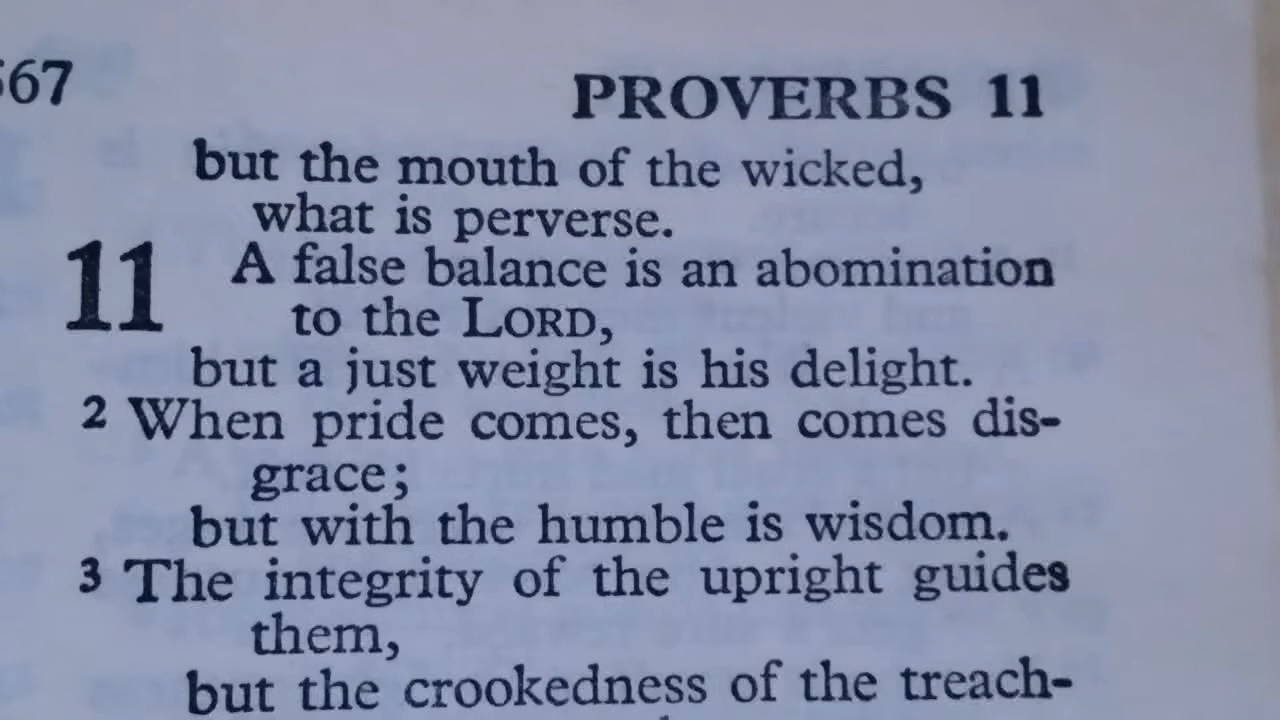 67
PROVERBS 11
but the mouth of the wicked,
what is perverse.
11 A false balance is an abomination
to the LORD,
but a just weight is his delight.
2 When pride comes, then comes dis-
grace;
but with the humble is wisdom.
3 The integrity of the upright guides
them,
but the crookedness of the treach-